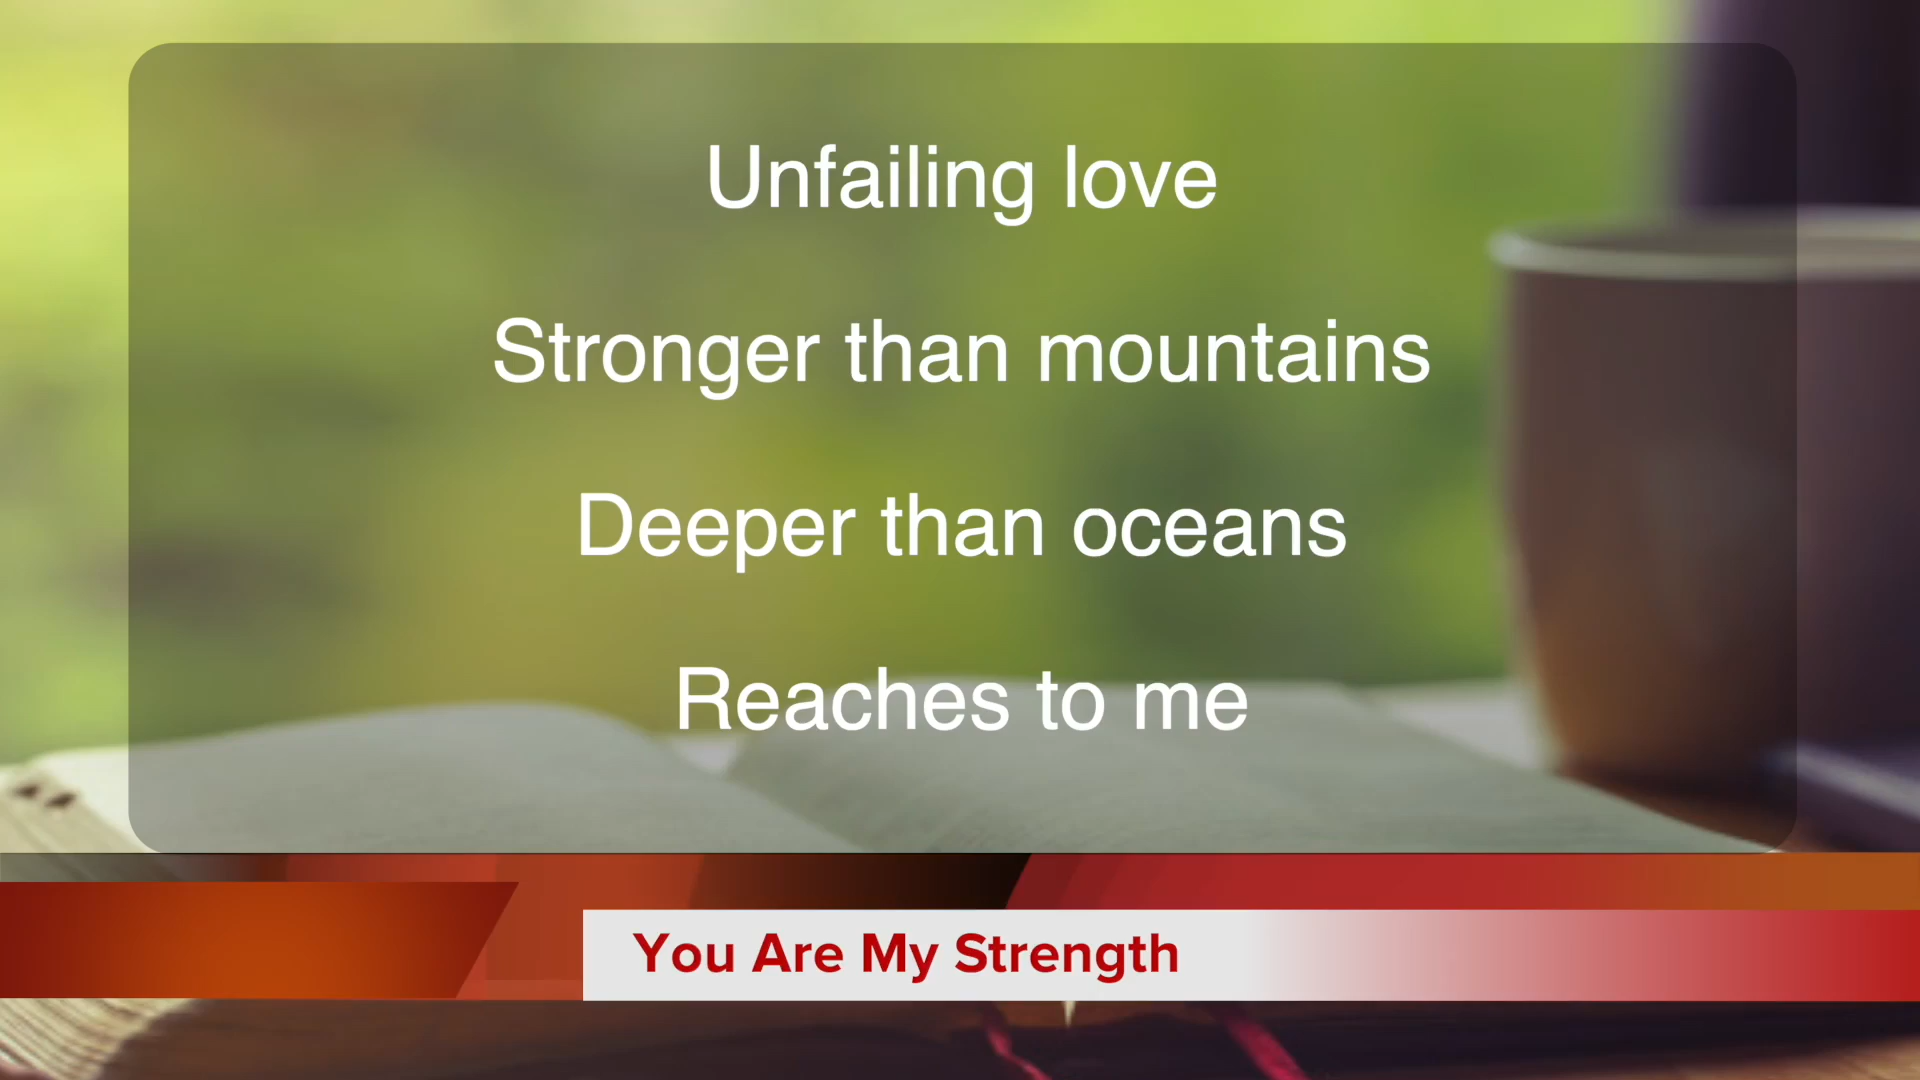 Unfailing love
Stronger than mountains
Deeper than oceans
Reaches to me
You Are My Strength